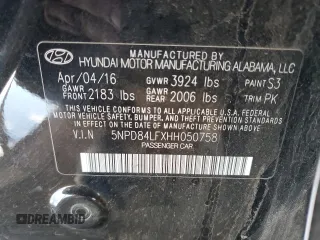 MANUFACTURED BY
HYUNDAI MOTOR MANUFACTURING ALABAMA, LLC
Apr/04/16 GVWR 3924 lbs PAINT S3
GAWR FRONT 2183 lbs GAWR REAR 2006 lbs TRIM PK
THIS VEHICLE CONFORMS TO ALL APPLICABLE FEDERAL
MOTOR VEHICLE SAFETY, BUMPER, AND THEFT PREVENTION
STANDARDS IN EFFECT ON THE DATE OF MANUFACTURE
SHOWN ABOVE.
V.I.N 5NPD84LFXHH050758
PASSENGER CAR
DREAMBID